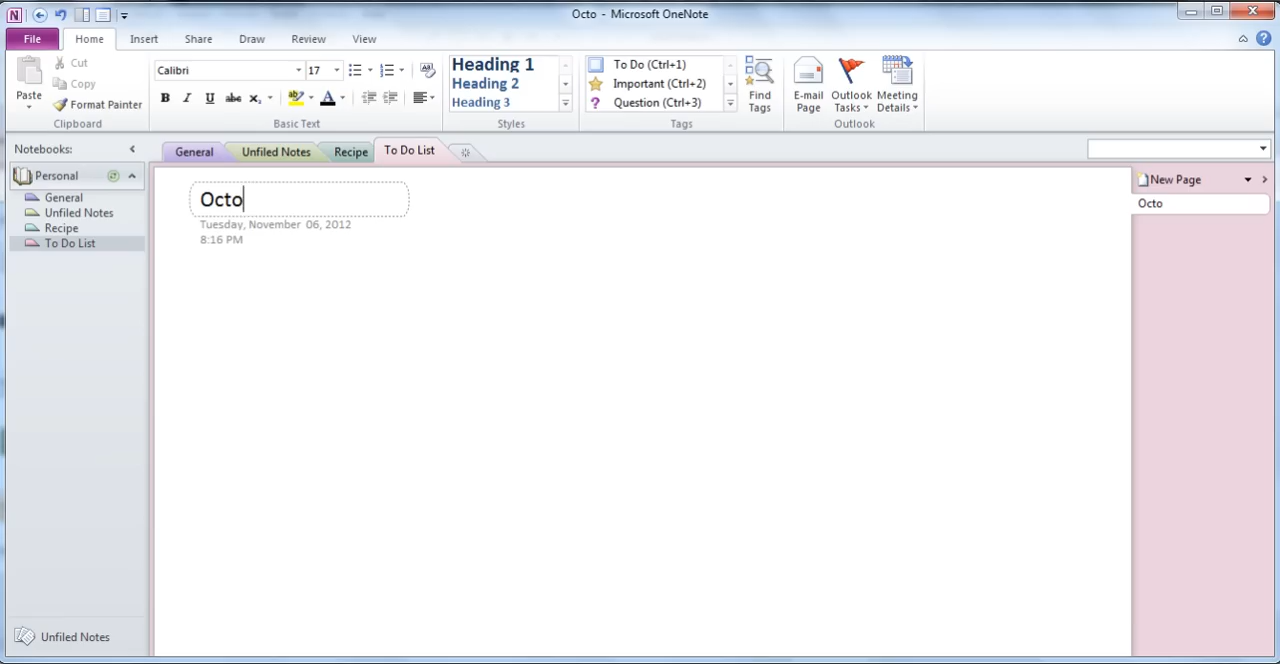 Octo - Microsoft OneNote
File Home Insert Share Draw Review View
Paste
Cut
Copy
Format Painter
Clipboard
Calibri 17
B I U abc x₂ ab A
Basic Text
Heading 1
Heading 2
Heading 3
Styles
To Do (Ctrl+1)
Important (Ctrl+2)
? Question (Ctrl+3)
Tags
Find Tags
E-mail Page
Outlook Tasks
Meeting Details
Outlook
Notebooks:
Personal
General
Unfiled Notes
Recipe
To Do List
Unfiled Notes
General Unfiled Notes Recipe To Do List
Octo
Tuesday, November 06, 2012
8:16 PM
New Page
Octo